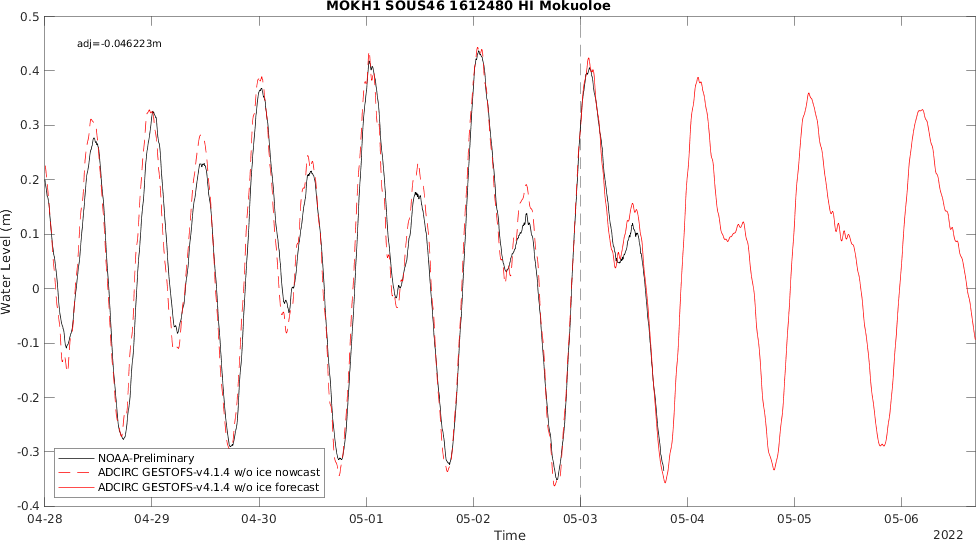 MOKH1 SOUS46 1612480 HI Mokuoloe
adj=-0.046223m
Water Level (m)
0.5
0.4
0.3
0.2
0.1
0
-0.1
-0.2
-0.3
-0.4
NOAA-Preliminary
ADCIRC GESTOFS-v4.1.4 w/o ice nowcast
ADCIRC GESTOFS-v4.1.4 w/o ice forecast
04-28 04-29 04-30 05-01 05-02 05-03 05-04 05-05 05-06
Time
2022